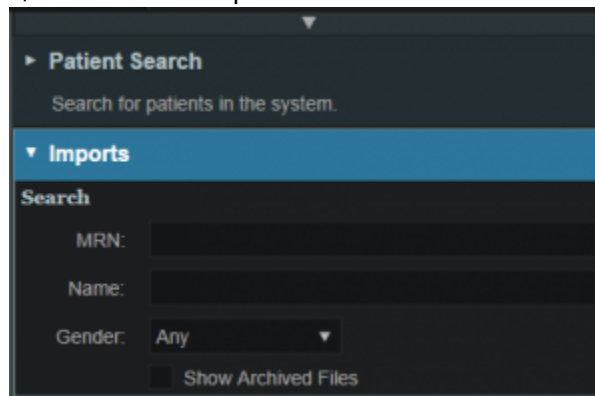 Patient Search
Search for patients in the system.
Imports
Search
MRN:
Name:
Gender: Any
Show Archived Files